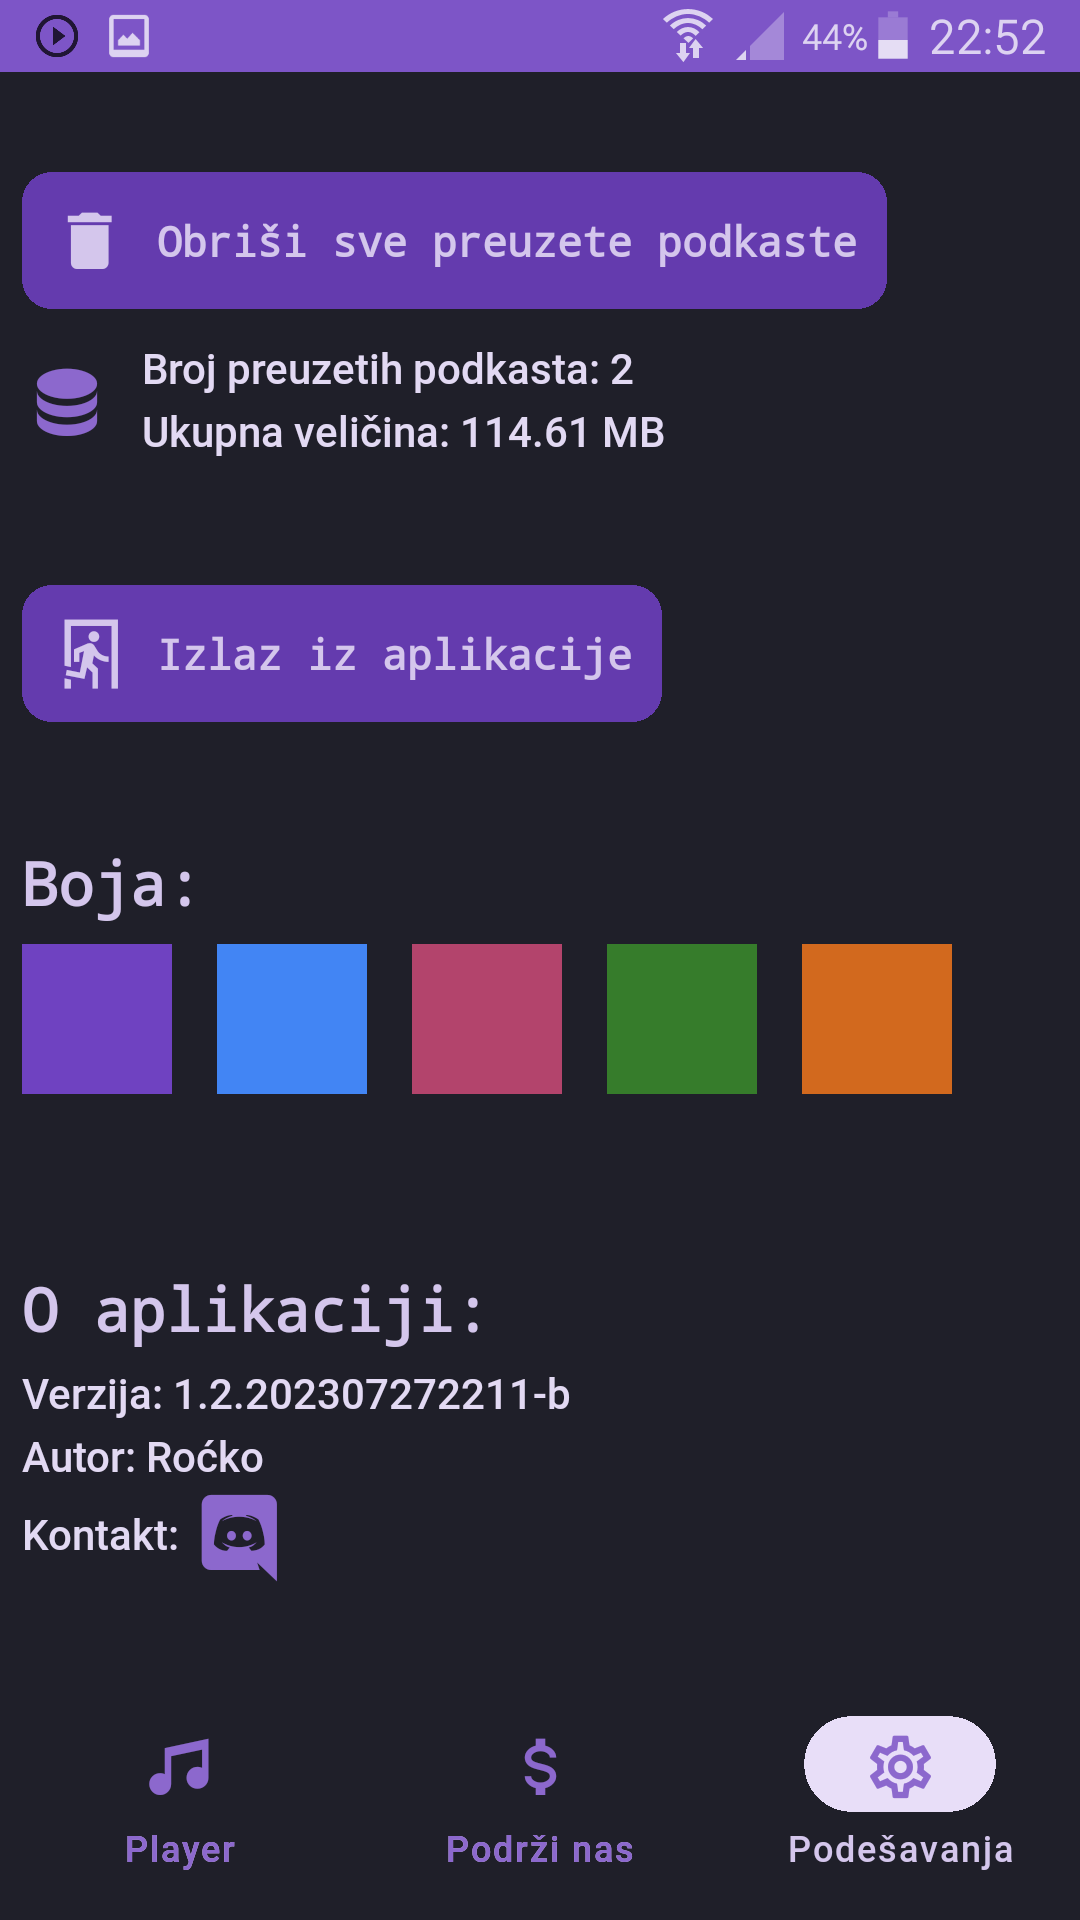 44% 22:52
Obriši sve preuzete podkaste
Broj preuzetih podkasta: 2
Ukupna veličina: 114.61 MB
Izlaz iz aplikacije
Boja:
O aplikaciji:
Verzija: 1.2.202307272211-b
Autor: Roćko
Kontakt:
Player Podrži nas Podešavanja